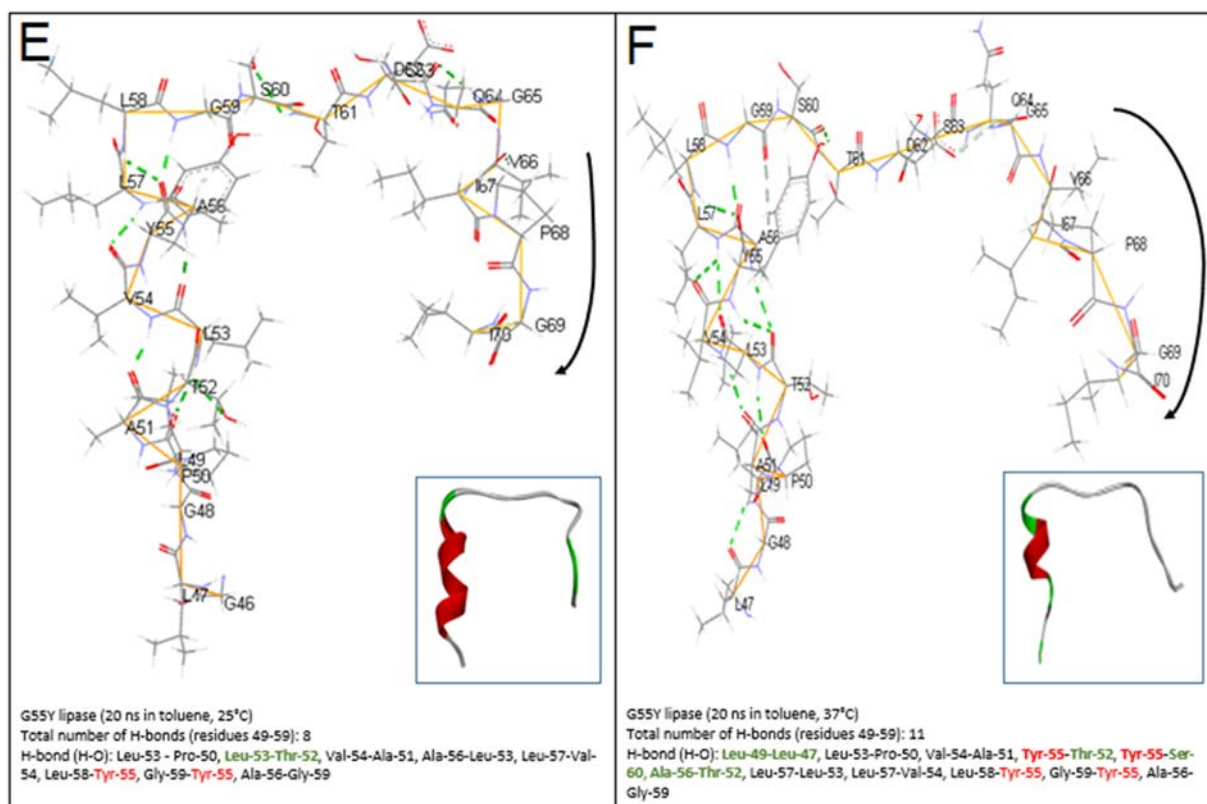 E
L58
G59
S60
T61
Q64
G65
L57
A56
Y55
V66
I67
P68
V54
L53
G69
I70
T52
A51
L49
P50
G48
L47
G46
G55Y lipase (20 ns in toluene, 25°C)
Total number of H-bonds (residues 49-59): 8
H-bond (H-O): Leu-53 - Pro-50, Leu-53-Thr-52, Val-54-Ala-51, Ala-56-Leu-53, Leu-57-Val-
54, Leu-58-Tyr-55, Gly-59-Tyr-55, Ala-56-Gly-59
F
G59
S60
Q64
G65
L58
S63
T61
D62
V66
L57
A56
I67
Y55
P68
V54
L53
G69
T52
I70
A51
L49
P50
G48
L47
G55Y lipase (20 ns in toluene, 37°C)
Total number of H-bonds (residues 49-59): 11
H-bond (H-O): Leu-49-Leu-47, Leu-53-Pro-50, Val-54-Ala-51, Tyr-55-Thr-52, Tyr-55-Ser-
60, Ala-56-Thr-52, Leu-57-Leu-53, Leu-57-Val-54, Leu-58-Tyr-55, Gly-59-Tyr-55, Ala-56-
Gly-59